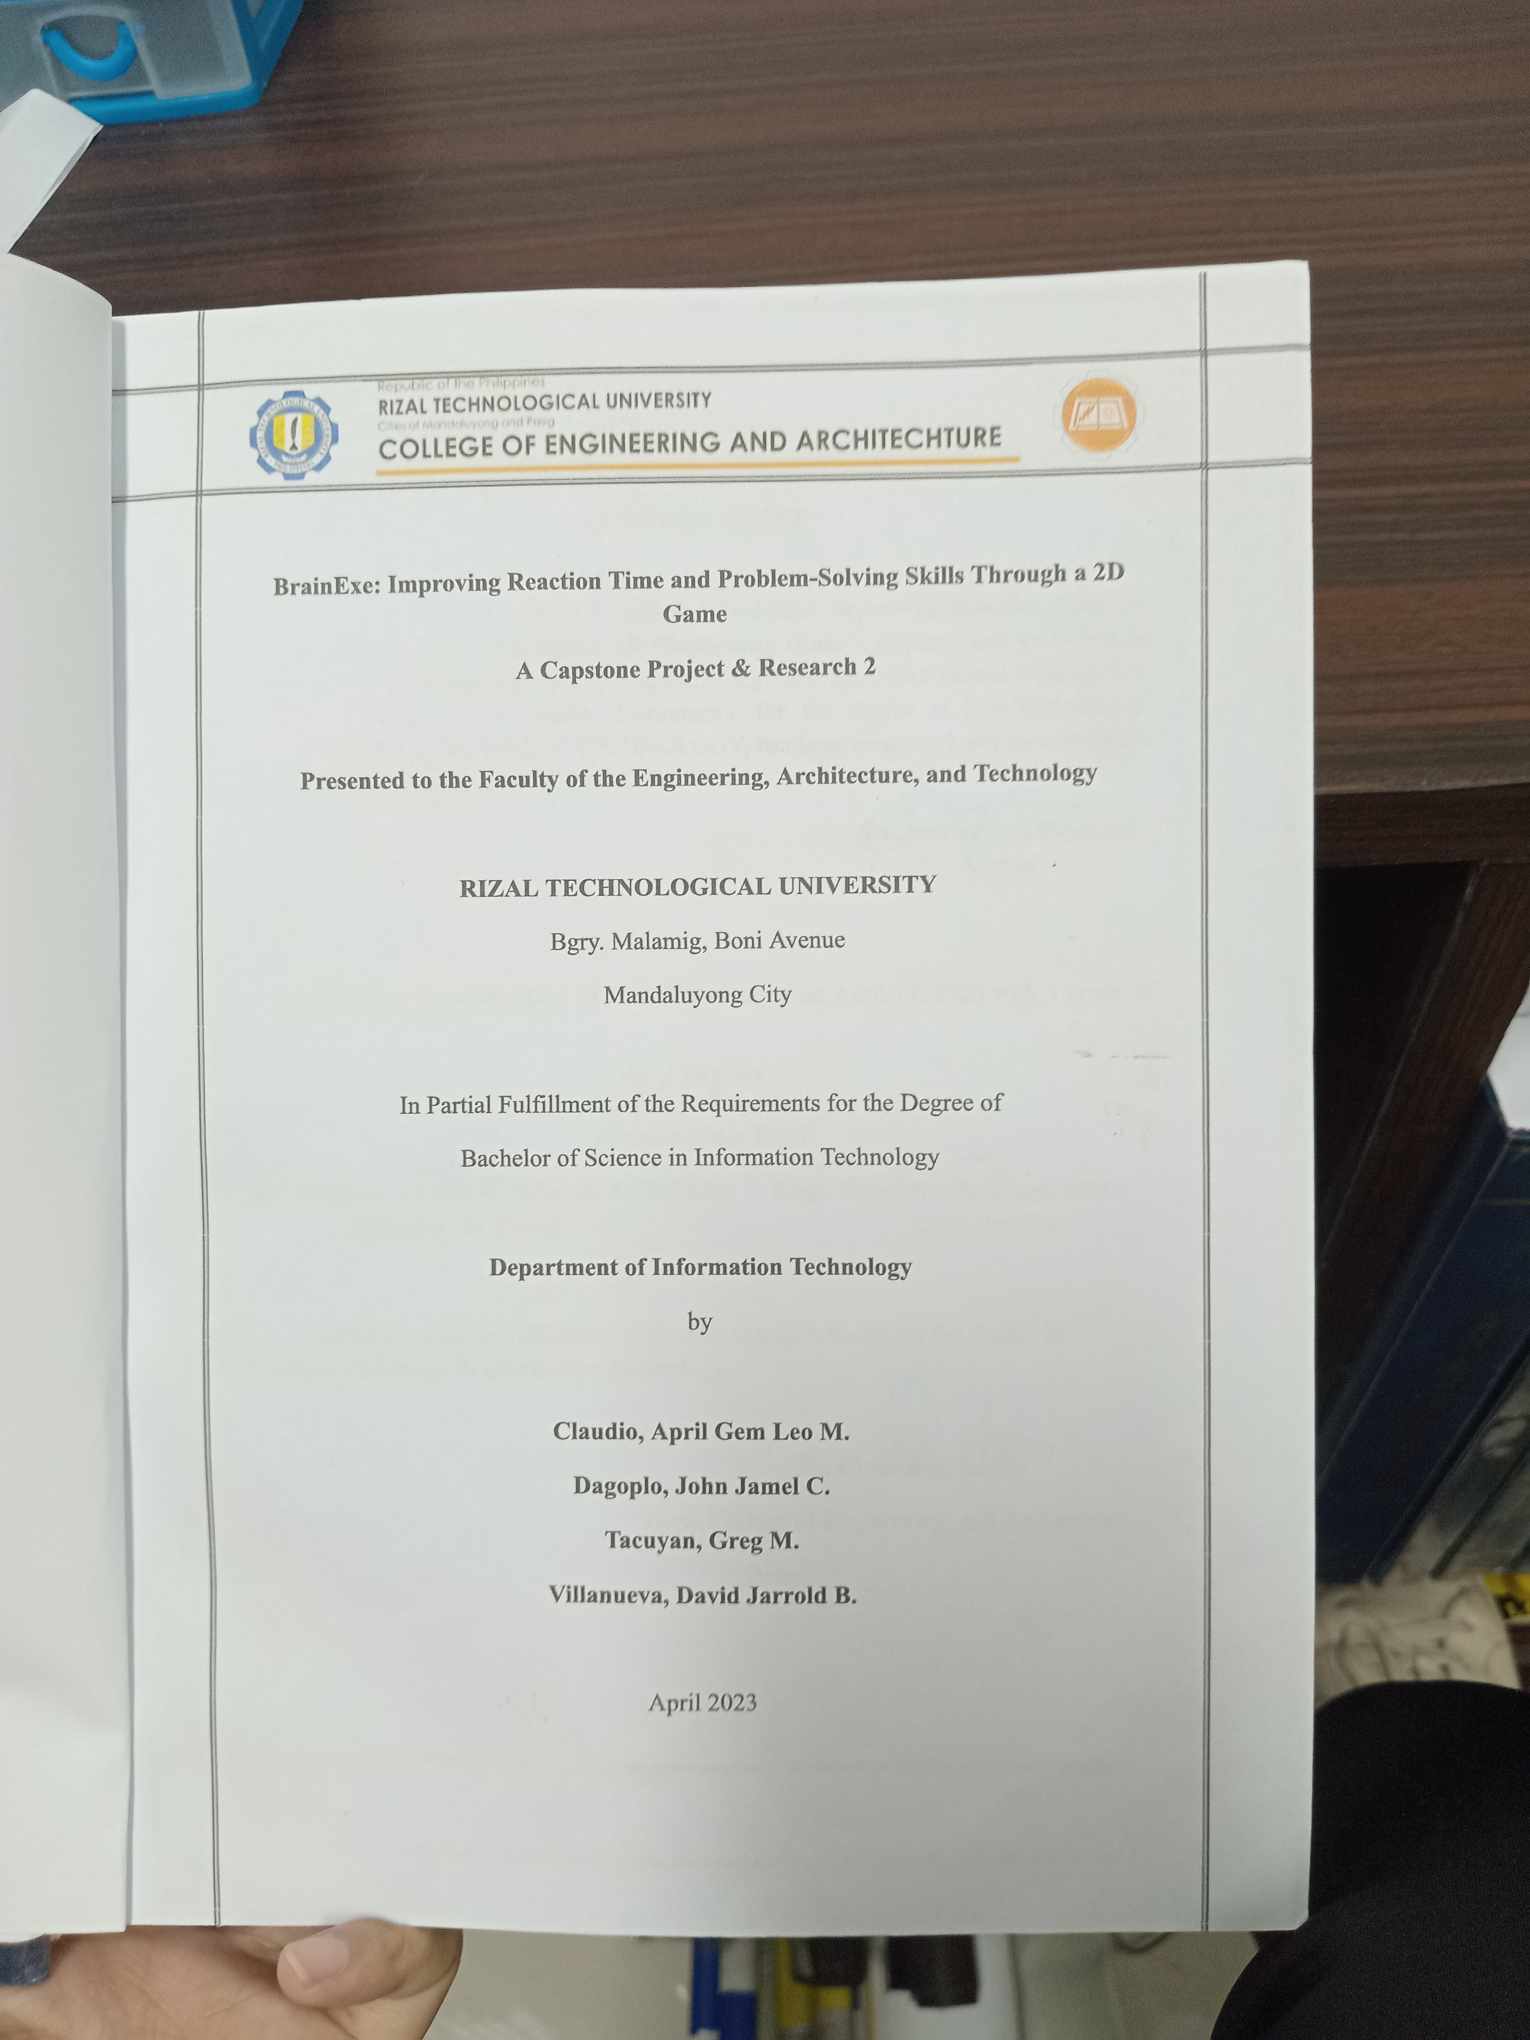 Republic of the Philippines
RIZAL TECHNOLOGICAL UNIVERSITY
Cities of Mandaluyong and Pasig
COLLEGE OF ENGINEERING AND ARCHITECHTURE
BrainExe: Improving Reaction Time and Problem-Solving Skills Through a 2D
Game
A Capstone Project & Research 2
Presented to the Faculty of the Engineering, Architecture, and Technology
RIZAL TECHNOLOGICAL UNIVERSITY
Bgry. Malamig, Boni Avenue
Mandaluyong City
In Partial Fulfillment of the Requirements for the Degree of
Bachelor of Science in Information Technology
Department of Information Technology
by
Claudio, April Gem Leo M.
Dagoplo, John Jamel C.
Tacuyan, Greg M.
Villanueva, David Jarrold B.
April 2023